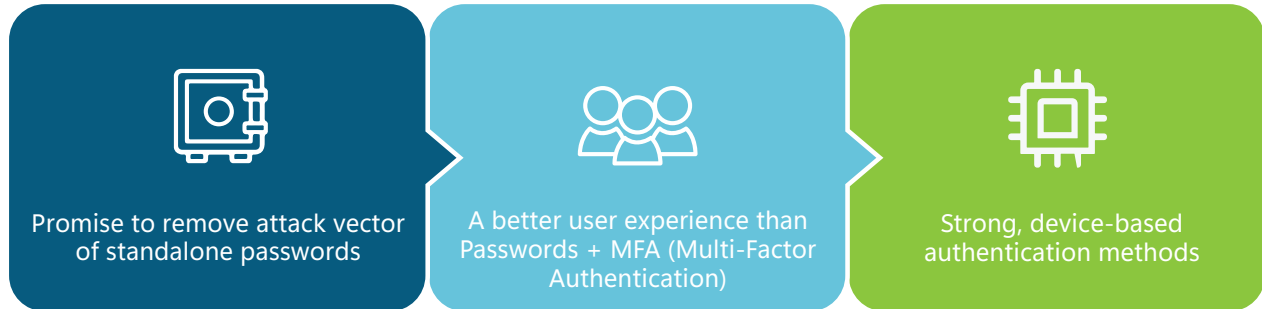 Promise to remove attack vector
of standalone passwords
A better user experience than
Passwords + MFA (Multi-Factor
Authentication)
Strong, device-based
authentication methods